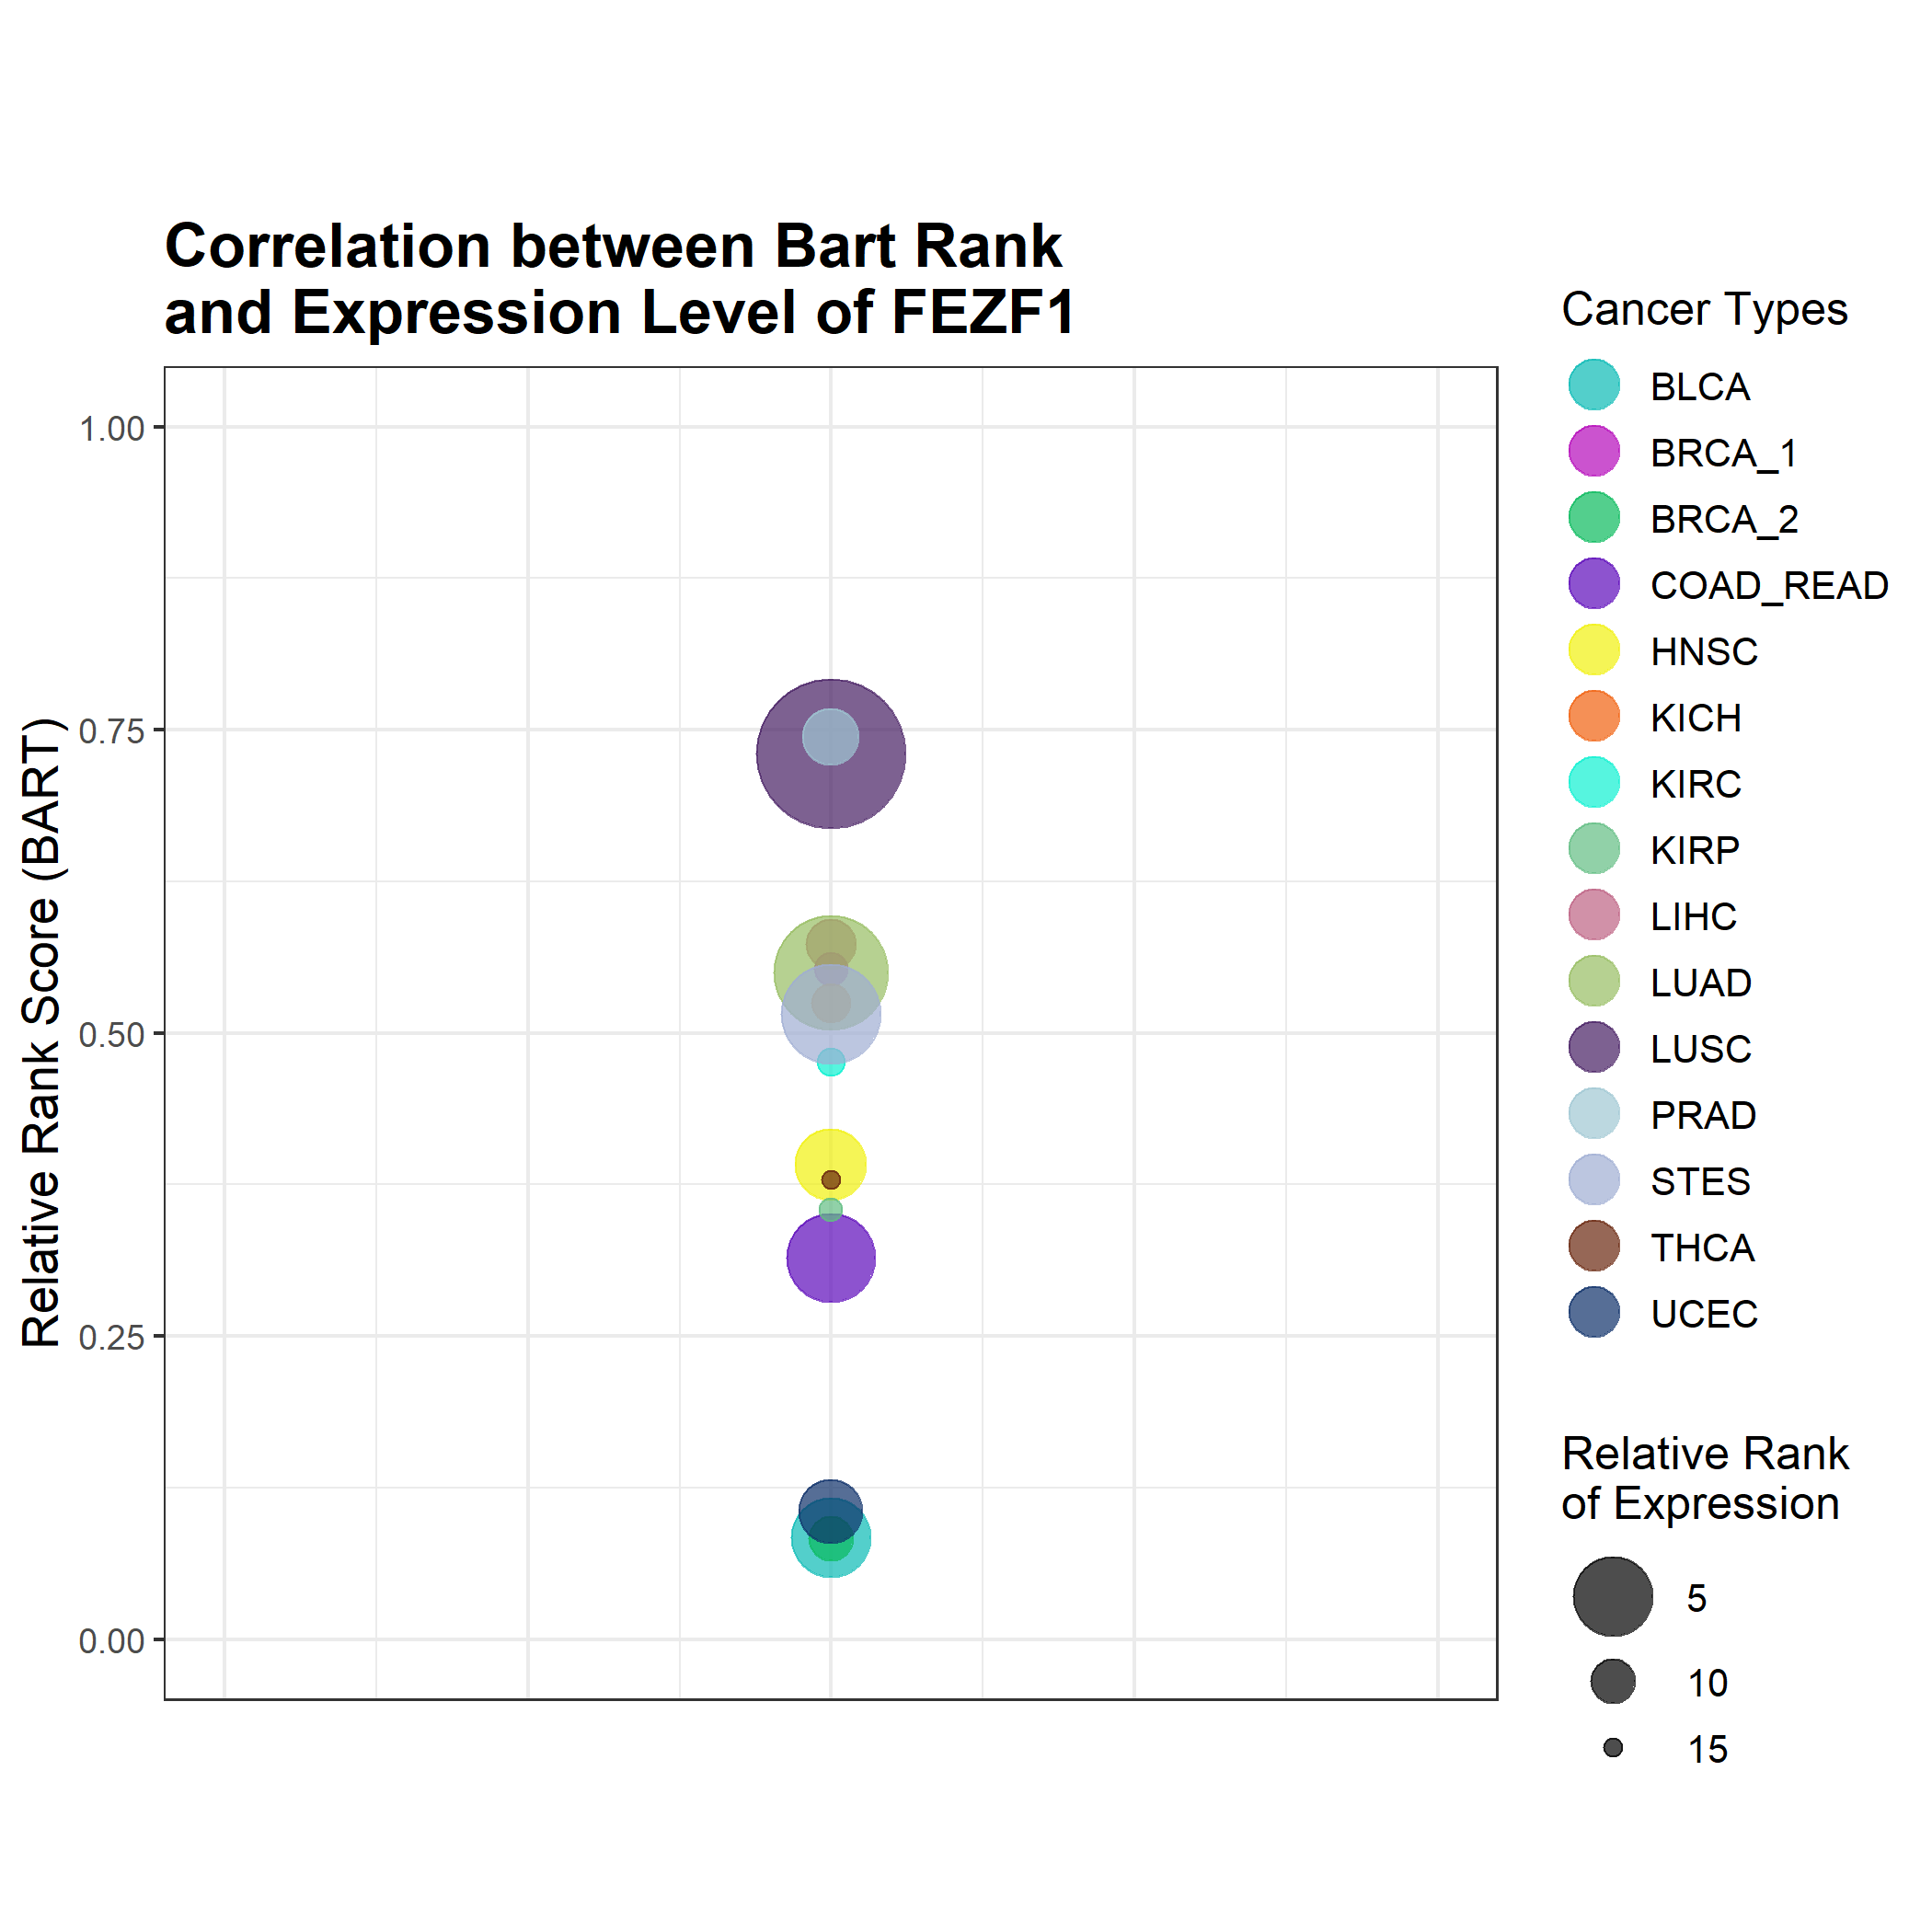 Correlation between Bart Rank
and Expression Level of FEZF1
Relative Rank Score (BART)
1.00
0.75
0.50
0.25
0.00
Cancer Types
BLCA
BRCA_1
BRCA_2
COAD_READ
HNSC
KICH
KIRC
KIRP
LIHC
LUAD
LUSC
PRAD
STES
THCA
UCEC
Relative Rank
of Expression
5
10
15